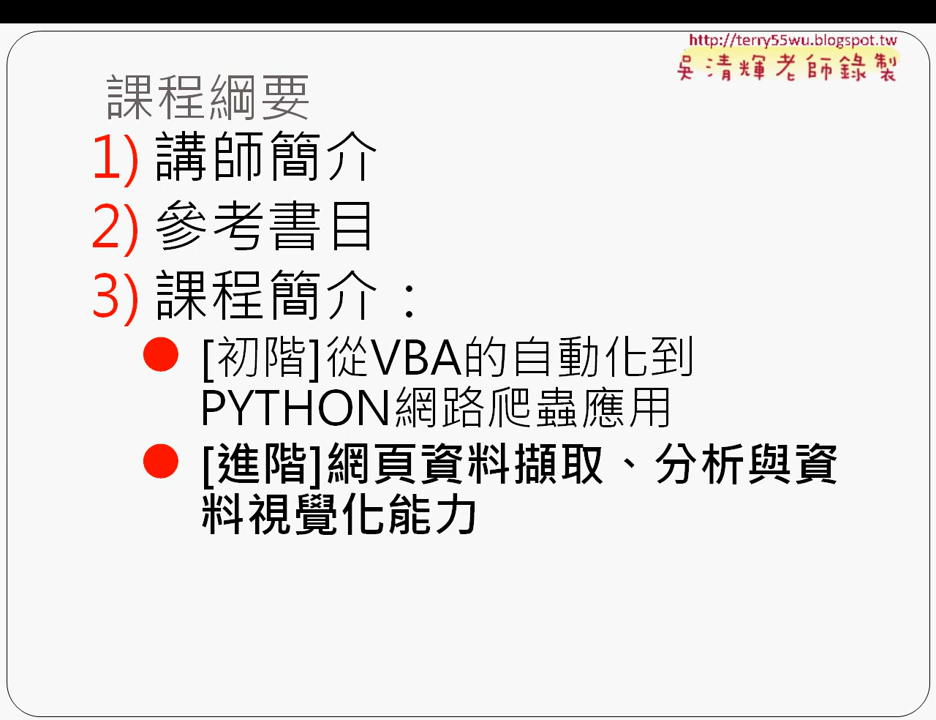 http://terry55wu.blogspot.tw
吳清輝老師錄製
課程綱要
1) 講師簡介
2) 參考書目
3) 課程簡介：
● [初階]從VBA的自動化到
PYTHON網路爬蟲應用
● [進階]網頁資料擷取、分析與資
料視覺化能力